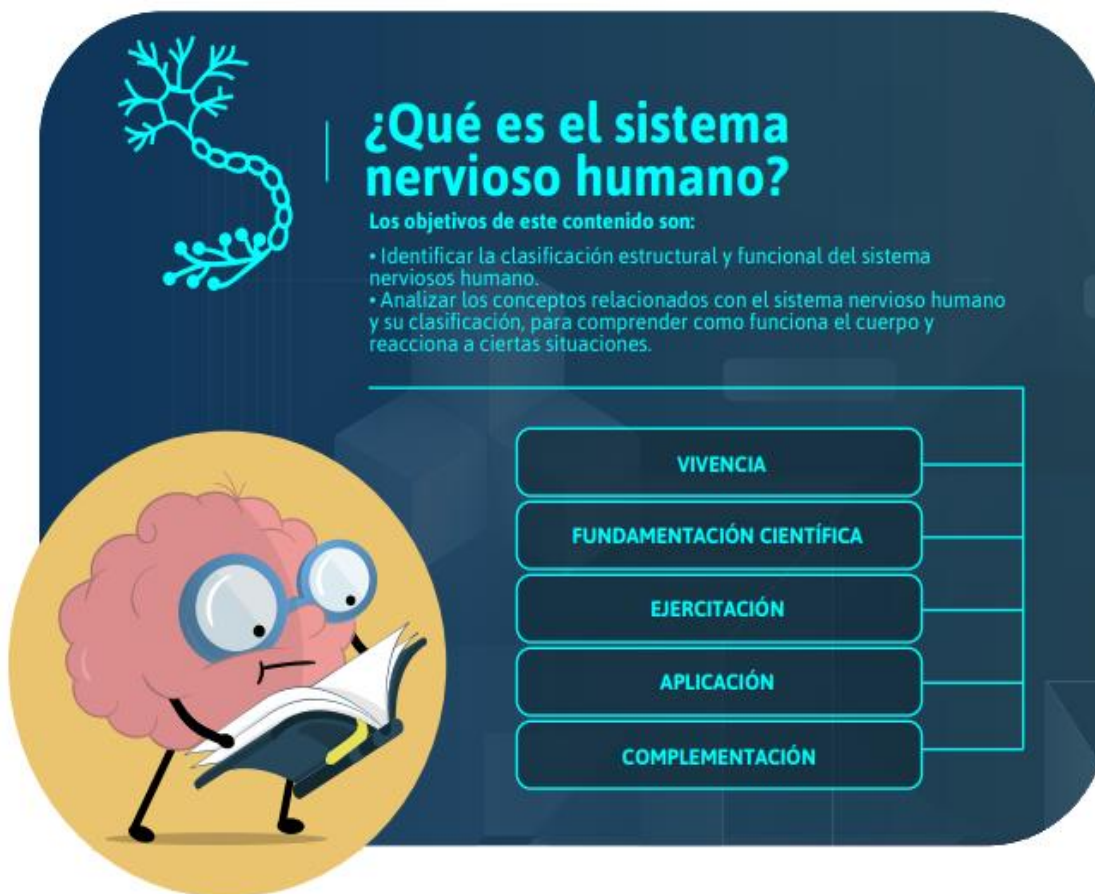 ¿Qué es el sistema
nervioso humano?
Los objetivos de este contenido son:
• Identificar la clasificación estructural y funcional del sistema
nerviosos humano.
• Analizar los conceptos relacionados con el sistema nervioso humano
y su clasificación, para comprender como funciona el cuerpo y
reacciona a ciertas situaciones.
VIVENCIA
FUNDAMENTACIÓN CIENTÍFICA
EJERCITACIÓN
APLICACIÓN
COMPLEMENTACIÓN